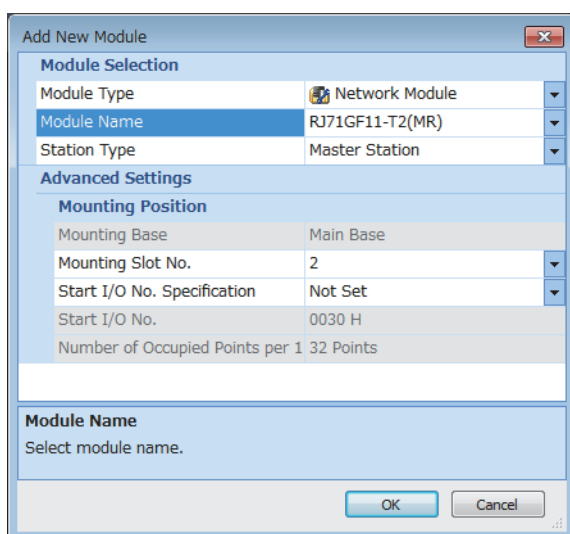 Add New Module
Module Selection
Module Type Network Module
Module Name RJ71GF11-T2(MR)
Station Type Master Station
Advanced Settings
Mounting Position
Mounting Base Main Base
Mounting Slot No. 2
Start I/O No. Specification Not Set
Start I/O No. 0030 H
Number of Occupied Points per 1 32 Points
Module Name
Select module name.
OK Cancel